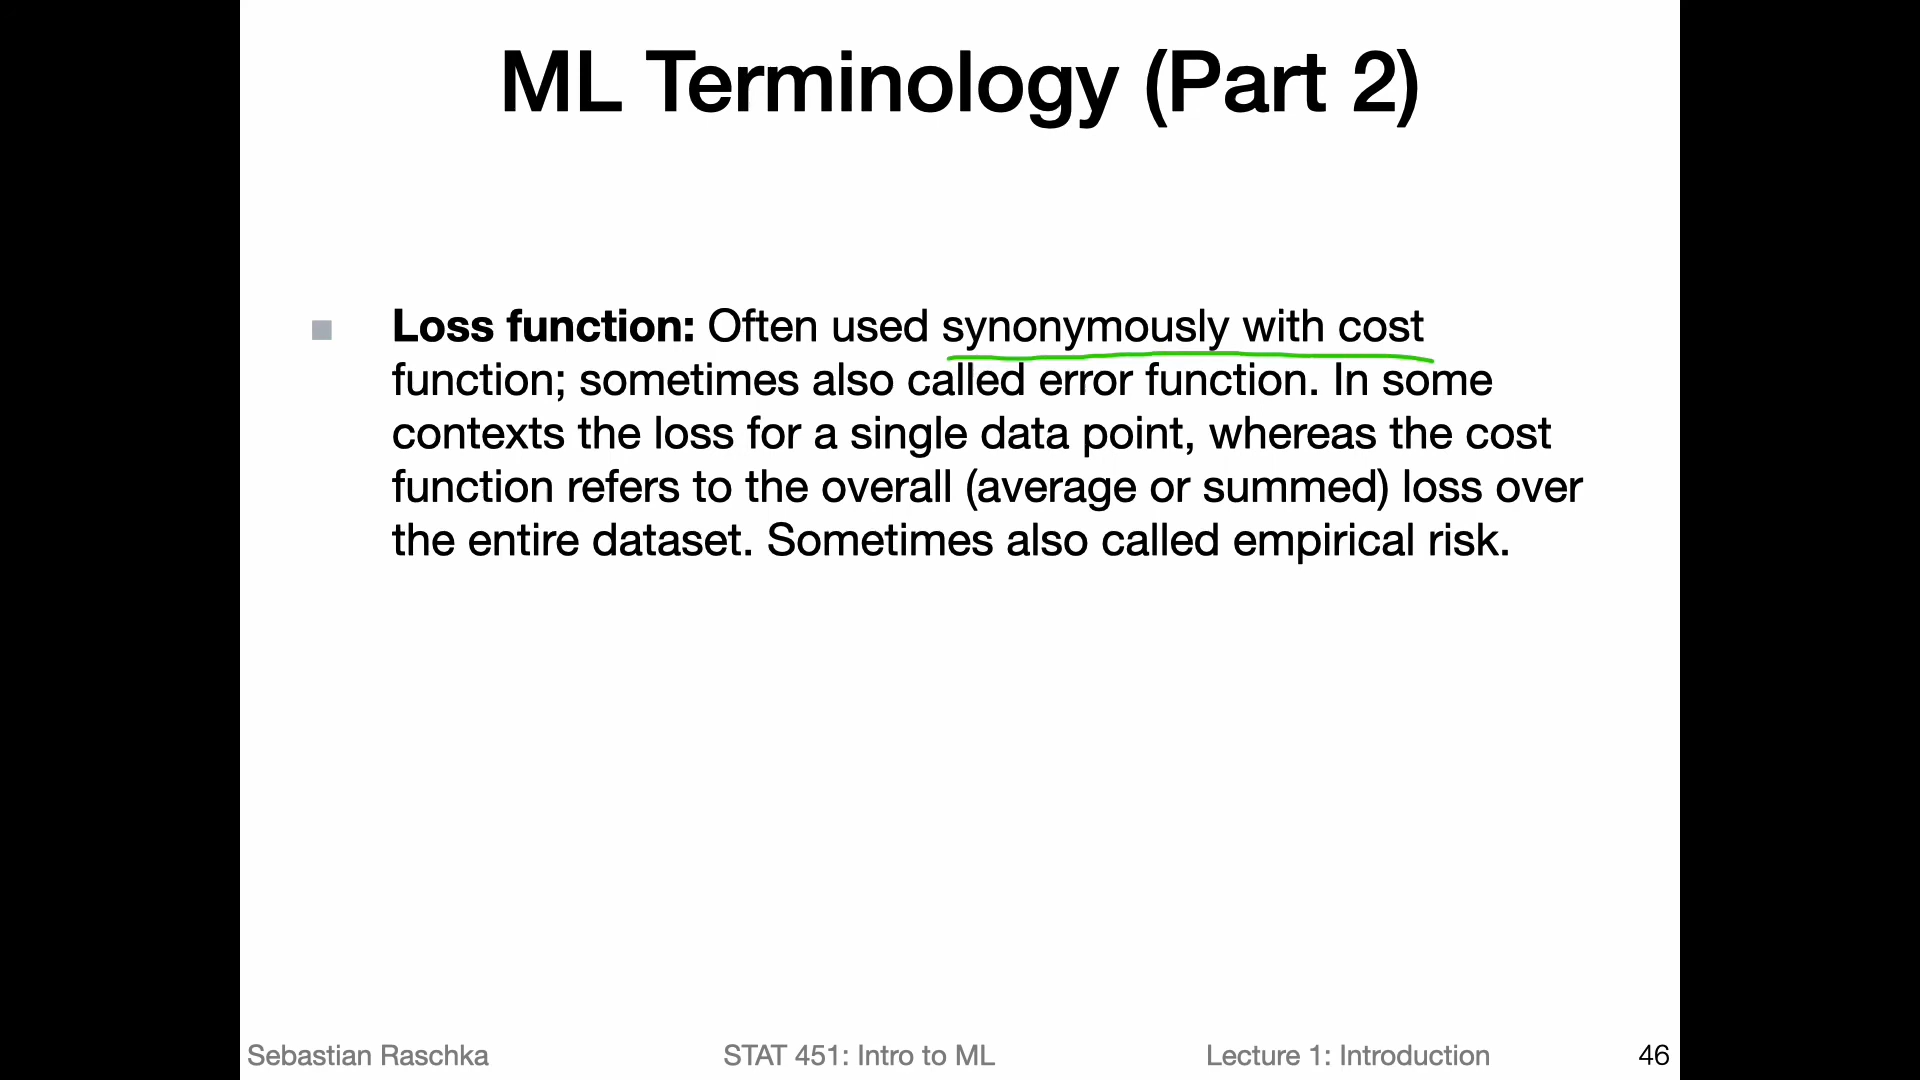 ML Terminology (Part 2)
Loss function: Often used synonymously with cost
function; sometimes also called error function. In some
contexts the loss for a single data point, whereas the cost
function refers to the overall (average or summed) loss over
the entire dataset. Sometimes also called empirical risk.
Sebastian Raschka STAT 451: Intro to ML Lecture 1: Introduction 46